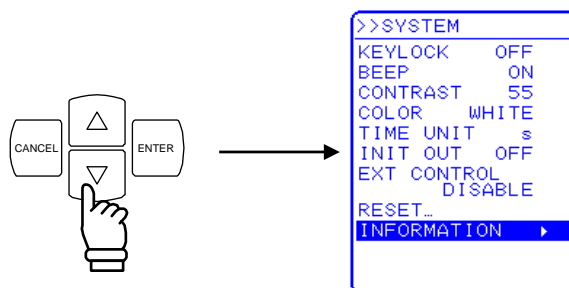 CANCEL
ENTER
>>SYSTEM
KEYLOCK OFF
BEEP ON
CONTRAST 55
COLOR WHITE
TIME UNIT s
INIT OUT OFF
EXT CONTROL
DISABLE
RESET…
INFORMATION